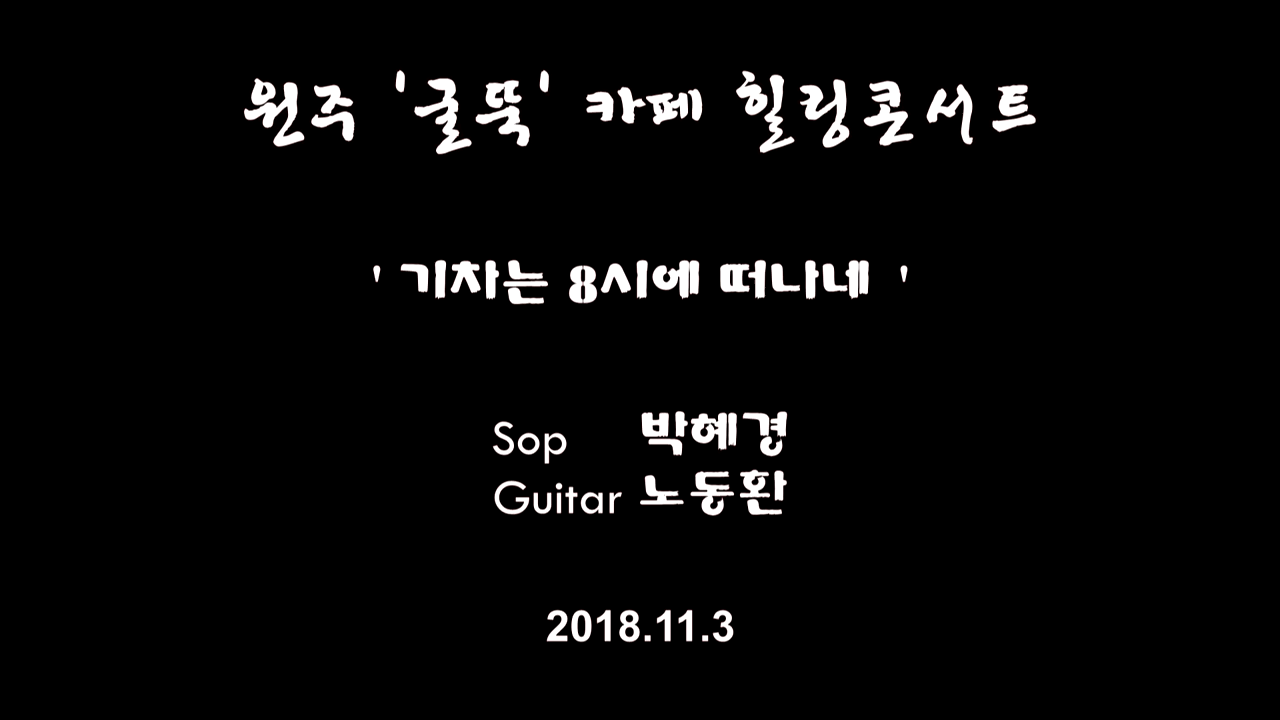 원주 '굴뚝' 카페 힐링콘서트
' 기차는 8시에 떠나네 '
Sop 박혜경
Guitar 노동환
2018.11.3